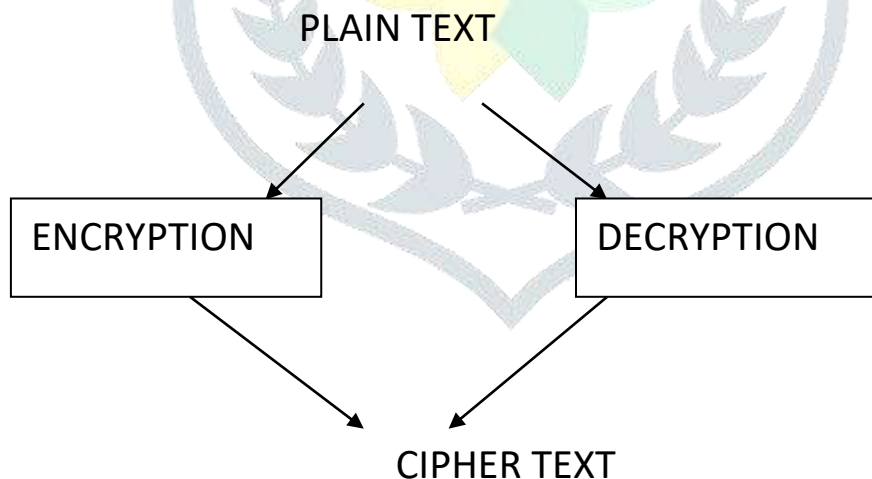 PLAIN TEXT
ENCRYPTION
DECRYPTION
CIPHER TEXT